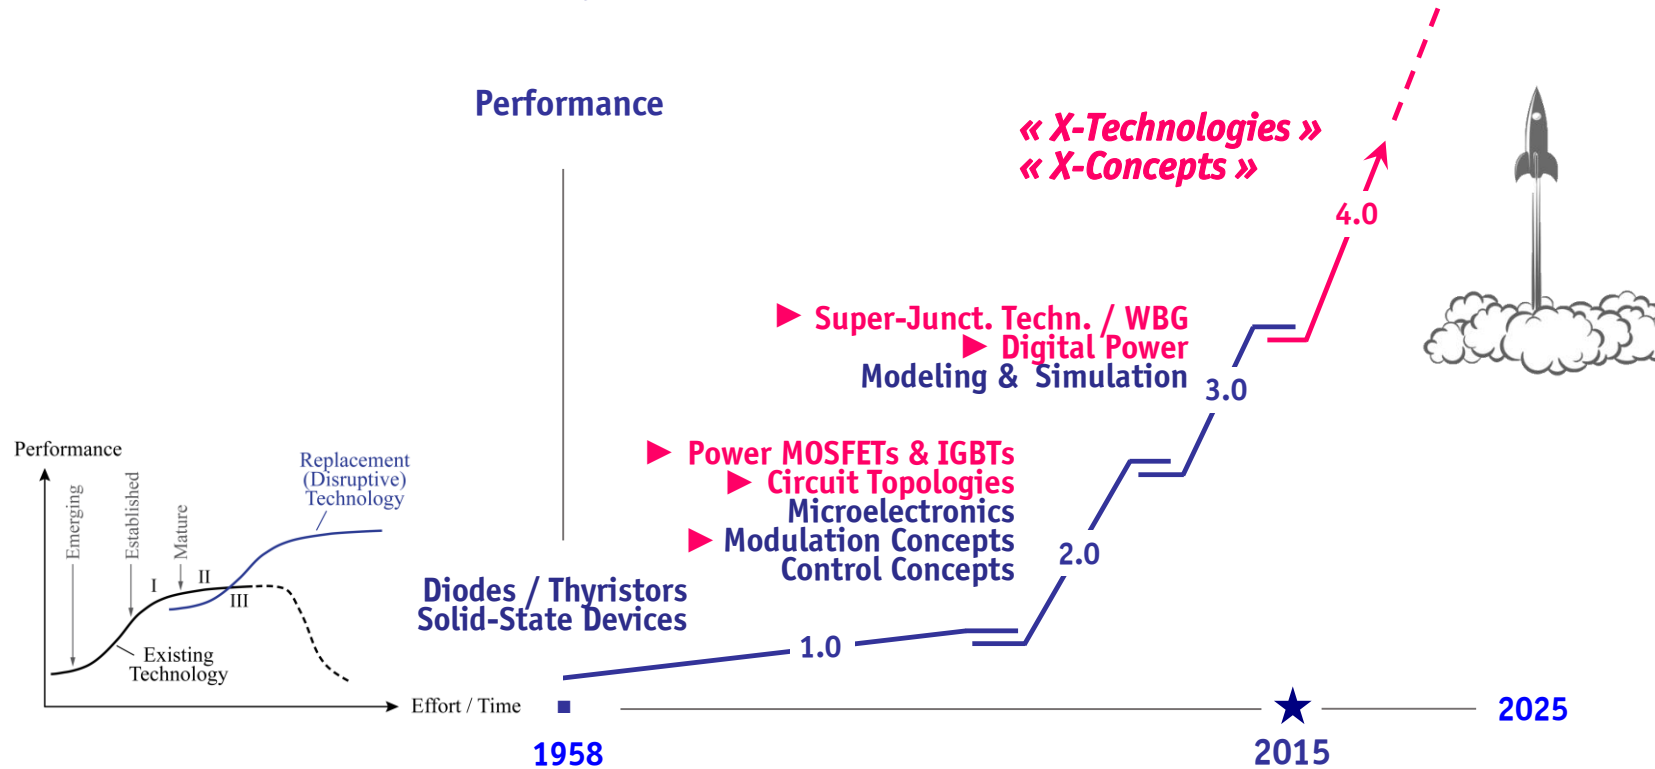 Performance
« X-Technologies »
« X-Concepts »
4.0
Super-Junct. Techn. / WBG
Digital Power
Modeling & Simulation
3.0
Power MOSFETs & IGBTs
Circuit Topologies
Microelectronics
Modulation Concepts
Control Concepts
2.0
Diodes / Thyristors
Solid-State Devices
1.0
Performance
Emerging
Established
Mature
Replacement
(Disruptive)
Technology
I
II
III
Existing
Technology
Effort / Time
1958
2015
2025